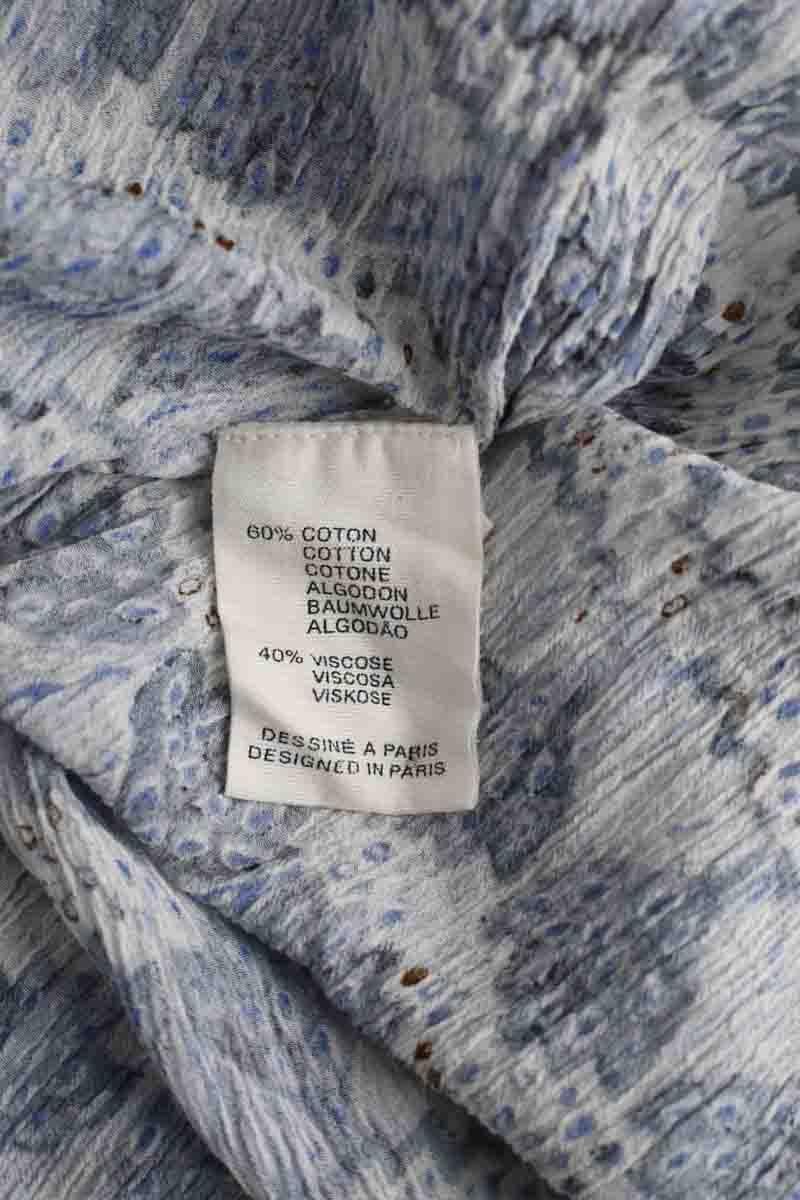 60% COTON
COTTON
COTONE
ALGODON
BAUMWOLLE
ALGODÃO
40% VISCOSE
VISCOSA
VISKOSE
DESSINÉ A PARIS
DESIGNED IN PARIS